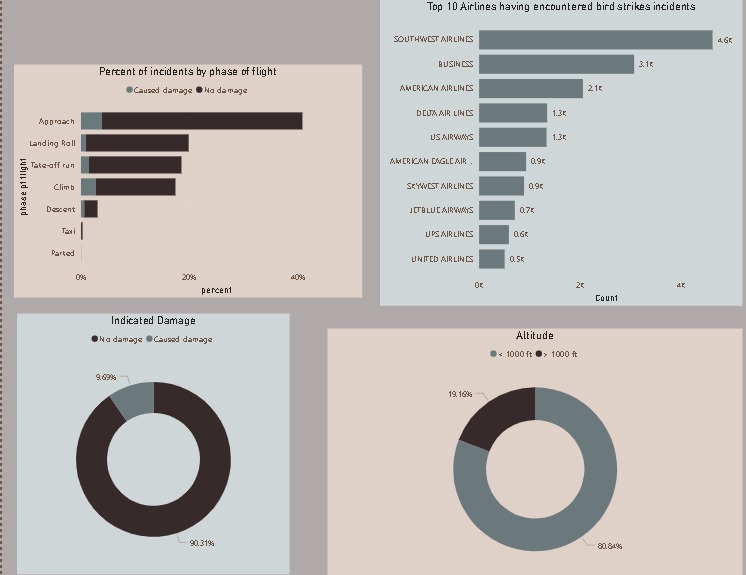 Top 10 Airlines having encountered bird strikes incidents
SOUTHWEST AIRLINES 4.6K
BUSINESS 3.1K
AMERICAN AIRLINES 2.1K
DELTA AIR LINES 1.3K
US AIRWAYS 1.3K
AMERICAN EAGLE AIR... 0.9K
SKYWEST AIRLINES 0.9K
JETBLUE AIRWAYS 0.7K
UPS AIRLINES 0.6K
UNITED AIRLINES 0.5K
0K 2K 4K
Count
Percent of incidents by phase of flight
Caused damage No damage
phase of flight
Approach
Landing Roll
Take-off run
Climb
Descent
Taxi
Parked
0% 20% 40%
percent
Indicated Damage
No damage Caused damage
9.69%
90.31%
Altitude
< 1000 ft > 1000 ft
19.16%
80.84%